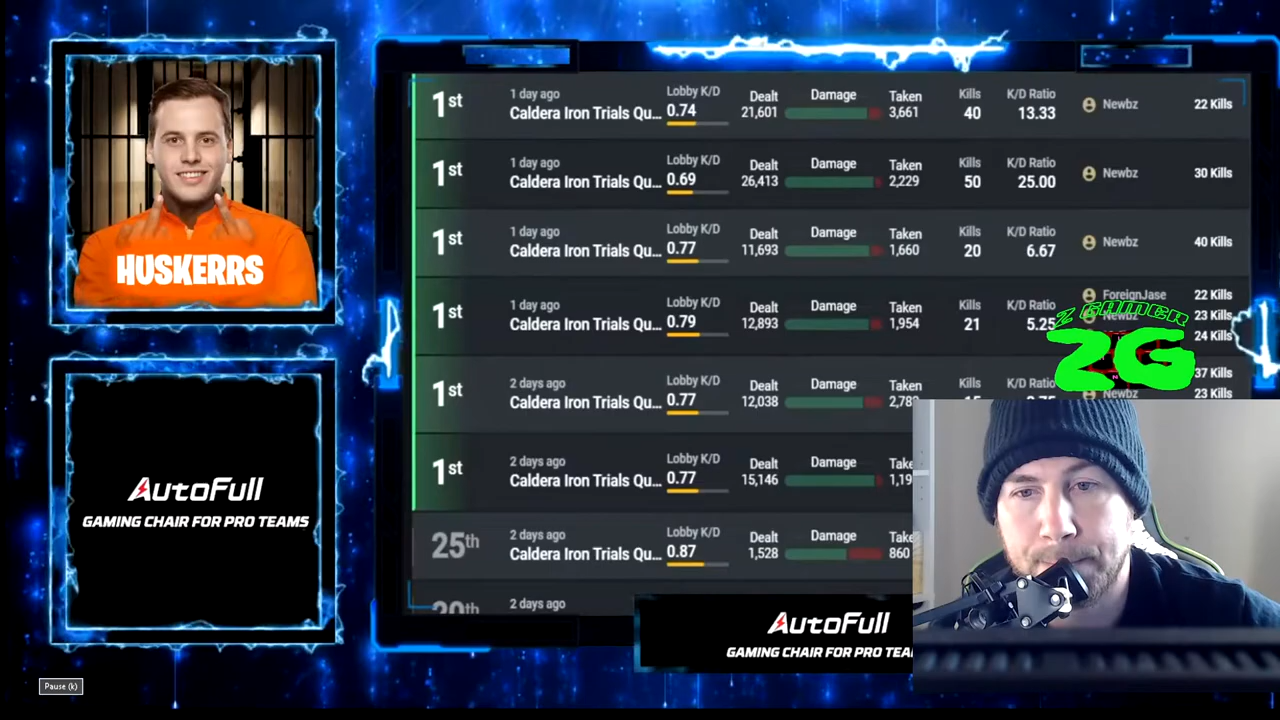 HUSKERRS
AutoFull
GAMING CHAIR FOR PRO TEAMS
1st
1 day ago
Caldera Iron Trials Qu...
Lobby K/D
0.74
Dealt
21,601
Damage
Taken
3,661
Kills
40
K/D Ratio
13.33
Newbz
22 Kills
1st
1 day ago
Caldera Iron Trials Qu...
Lobby K/D
0.69
Dealt
26,413
Damage
Taken
2,229
Kills
50
K/D Ratio
25.00
Newbz
30 Kills
1st
1 day ago
Caldera Iron Trials Qu...
Lobby K/D
0.77
Dealt
11,693
Damage
Taken
1,660
Kills
20
K/D Ratio
6.67
Newbz
40 Kills
1st
1 day ago
Caldera Iron Trials Qu...
Lobby K/D
0.79
Dealt
12,893
Damage
Taken
1,954
Kills
21
K/D Ratio
5.25
ForeignJase
22 Kills
Newbz
23 Kills
24 Kills
Z GAMER
ZG
1st
2 days ago
Caldera Iron Trials Qu...
Lobby K/D
0.77
Dealt
12,038
Damage
Taken
Kills
K/D Ratio
37 Kills
Newbz
23 Kills
1st
2 days ago
Caldera Iron Trials Qu...
Lobby K/D
0.77
Dealt
15,146
Damage
25th
2 days ago
Caldera Iron Trials Qu...
Lobby K/D
0.87
Dealt
1,528
Damage
860
2 days ago
AutoFull
GAMING CHAIR FOR PRO
Pause (k)